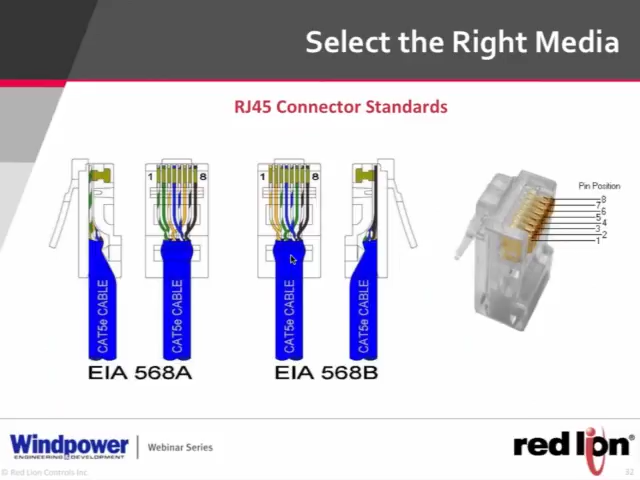 Select the Right Media
RJ45 Connector Standards
1 8
1 8
Pin Position
8
7
6
5
4
3
2
1
CAT5e CABLE
CAT5e CABLE
CAT5e CABLE
CAT5e CABLE
EIA 568A
EIA 568B
Windpower
ENGINEERING & DEVELOPMENT
Webinar Series
red lion®
© Red Lion Controls Inc.
32